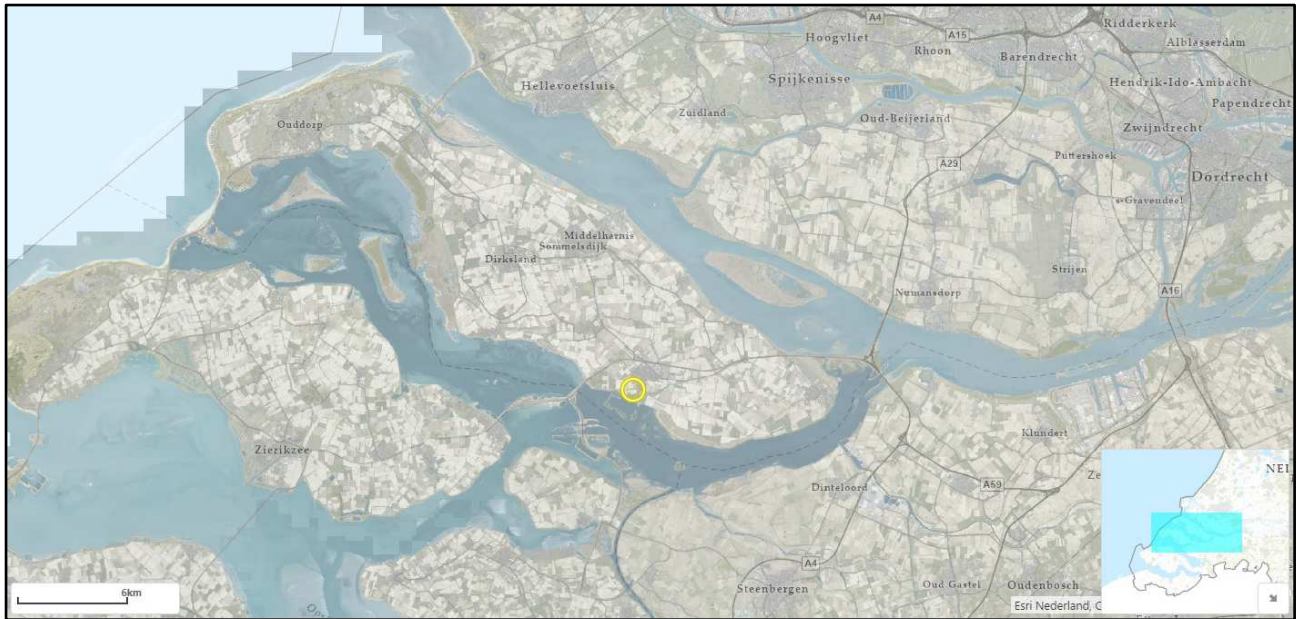 Ridderkerk
A4
Hoogvliet
A15
Rhoon
Barendrecht
Alblasserdam
Spijkenisse
Hendrik-Ido-Ambacht
Hellevoetsluis
Papendrecht
Zuidland
Oud-Beijerland
Ouddorp
Zwijndrecht
A29
Puttershoek
Dordrecht
s-Gravendeel
Middelharnis
Sommelsdijk
Dirksland
Strijen
Numansdorp
A16
Zierikzee
Klundert
Dinteloord
A59
A4
Steenbergen
Oud Gastel
Oudenbosch
6km
Esri Nederland, C